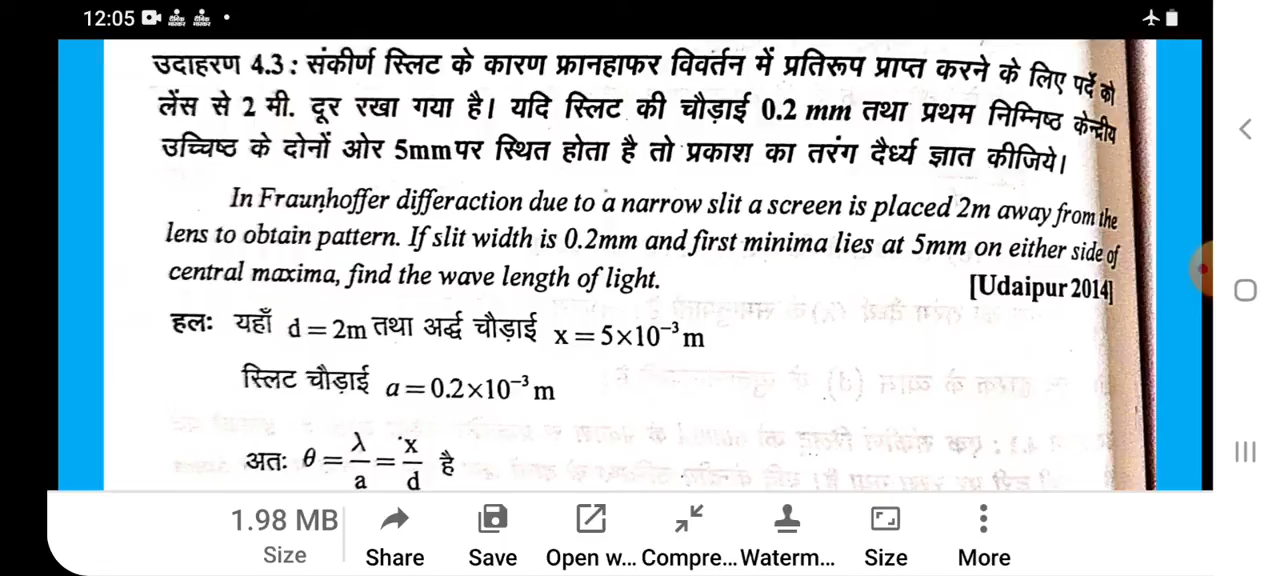 12:05
उदाहरण 4.3 : संकीर्ण स्लिट के कारण फ्रानहाफर विवर्तन में प्रतिरूप प्राप्त करने के लिए पर्दे को
लेंस से 2 मी. दूर रखा गया है। यदि स्लिट की चौड़ाई 0.2 mm तथा प्रथम निम्निष्ठ केन्द्रीय
उच्चिष्ठ के दोनों ओर 5mm पर स्थित होता है तो प्रकाश का तरंग दैर्ध्य ज्ञात कीजिये।
In Fraunhoffer differaction due to a narrow slit a screen is placed 2m away from the
lens to obtain pattern. If slit width is 0.2mm and first minima lies at 5mm on either side of
central maxima, find the wave length of light. [Udaipur 2014]
हलः यहाँ d = 2m तथा अर्द्ध चौड़ाई x = 5×10⁻³ m
स्लिट चौड़ाई a = 0.2×10⁻³ m
अतः θ = λ/a = x/d है
1.98 MB
Size Share Save Open w... Compre... Waterm... Size More